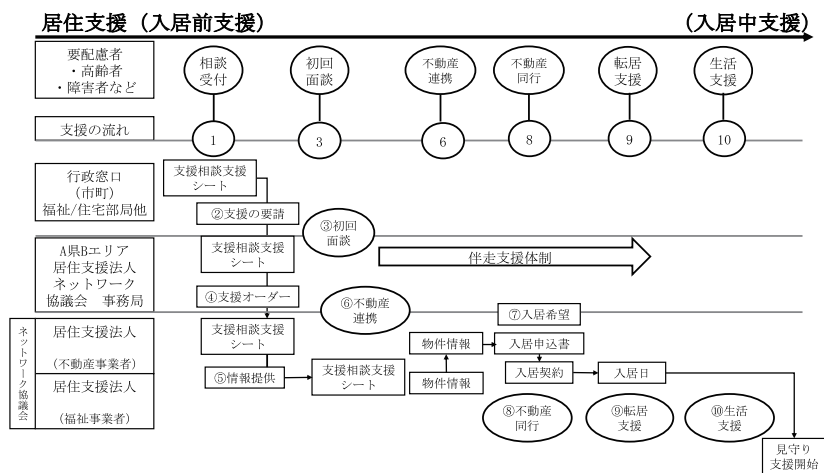 居住支援（入居前支援）
（入居中支援）
要配慮者
・高齢者
・障害者など
相談
受付
初回
面談
不動産
連携
不動産
同行
転居
支援
生活
支援
支援の流れ
1
3
6
8
9
10
行政窓口
（市町）
福祉/住宅部局他
支援相談支援
シート
②支援の要請
③初回
面談
A県Bエリア
居住支援法人
ネットワーク
協議会　事務局
支援相談支援
シート
伴走支援体制
④支援オーダー
⑥不動産
連携
⑦入居希望
ネットワーク協議会
居住支援法人
（不動産事業者）
支援相談支援
シート
物件情報
入居申込書
⑤情報提供
支援相談支援
シート
物件情報
入居契約
入居日
居住支援法人
（福祉事業者）
⑧不動産
同行
⑨転居
支援
⑩生活
支援
見守り
支援開始